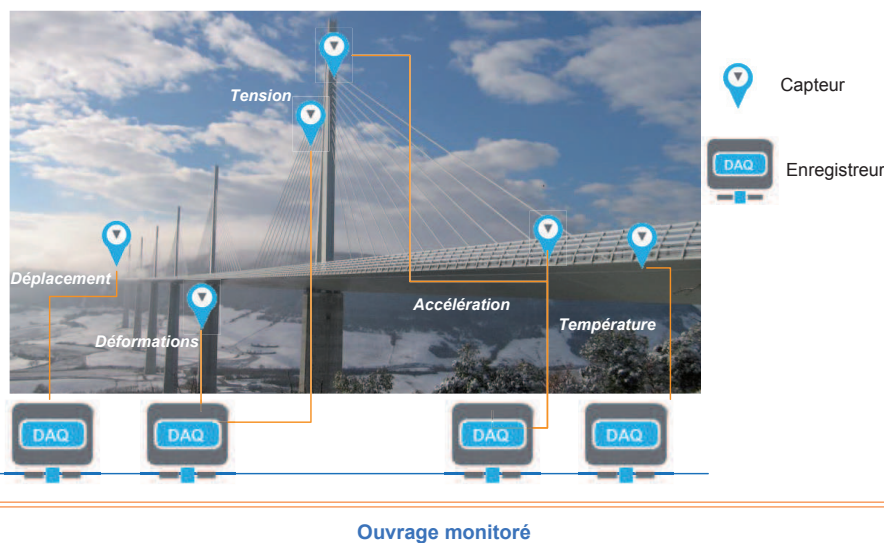 Tension
Capteur
DAQ
Enregistreur
Déplacement
Accélération
Température
Déformations
DAQ
DAQ
DAQ
DAQ
Ouvrage monitoré